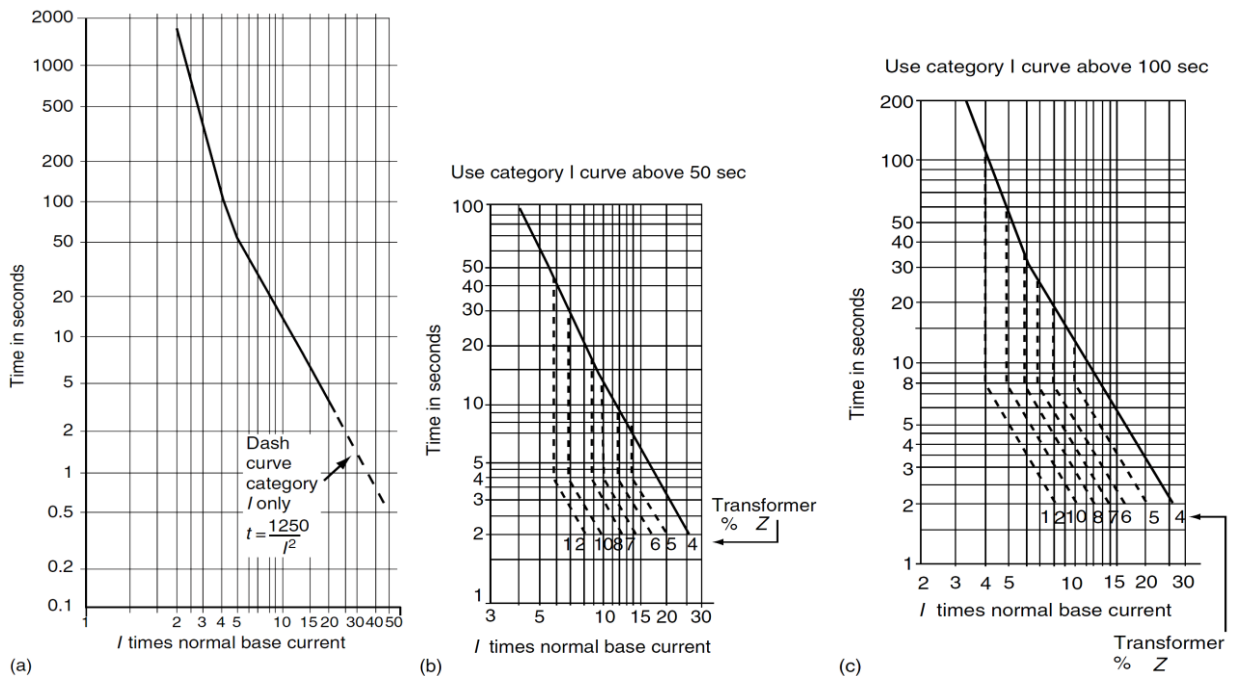 2000
1000
500
200
100
50
20
10
5
2
1
0.5
0.2
0.1
Time in seconds
Dash
curve
category
I only
t = 1250 / I²
1 2 3 4 5 10 15 20 30 40 50
I times normal base current
(a)
Use category I curve above 50 sec
100
50
40
30
20
10
5
4
3
2
1
Time in seconds
12 10 8 7 6 5 4
Transformer
% Z
3 5 10 15 20 30
I times normal base current
(b)
Use category I curve above 100 sec
200
100
50
40
30
20
10
8
5
4
3
2
1
Time in seconds
12 10 8 7 6 5 4
2 3 4 5 10 15 20 30
I times normal base current
Transformer
% Z
(c)